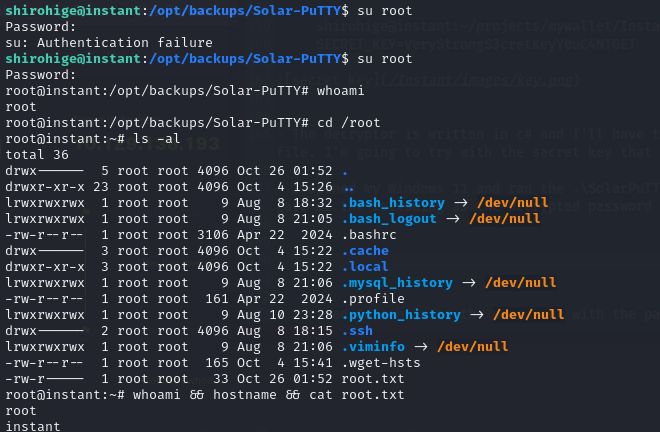 shirohige@instant:/opt/backups/Solar-PuTTY$ su root
Password:
su: Authentication failure
shirohige@instant:/opt/backups/Solar-PuTTY$ su root
Password:
root@instant:/opt/backups/Solar-PuTTY# whoami
root
root@instant:/opt/backups/Solar-PuTTY# cd /root
root@instant:~# ls -al
total 36
drwx------  5 root root 4096 Oct 26 01:52 .
drwxr-xr-x 23 root root 4096 Oct  4 15:26 ..
lrwxrwxrwx  1 root root    9 Aug  8 18:32 .bash_history -> /dev/null
lrwxrwxrwx  1 root root    9 Aug  8 21:05 .bash_logout -> /dev/null
-rw-r--r--  1 root root 3106 Apr 22  2024 .bashrc
drwx------  3 root root 4096 Oct  4 15:22 .cache
drwxr-xr-x  3 root root 4096 Oct  4 15:22 .local
lrwxrwxrwx  1 root root    9 Aug  8 21:06 .mysql_history -> /dev/null
-rw-r--r--  1 root root  161 Apr 22  2024 .profile
lrwxrwxrwx  1 root root    9 Aug 10 23:28 .python_history -> /dev/null
drwx------  2 root root 4096 Aug  8 18:15 .ssh
lrwxrwxrwx  1 root root    9 Aug  8 21:06 .viminfo -> /dev/null
-rw-r--r--  1 root root  165 Oct  4 15:41 .wget-hsts
-rw-r-----  1 root root   33 Oct 26 01:52 root.txt
root@instant:~# whoami && hostname && cat root.txt
root
instant